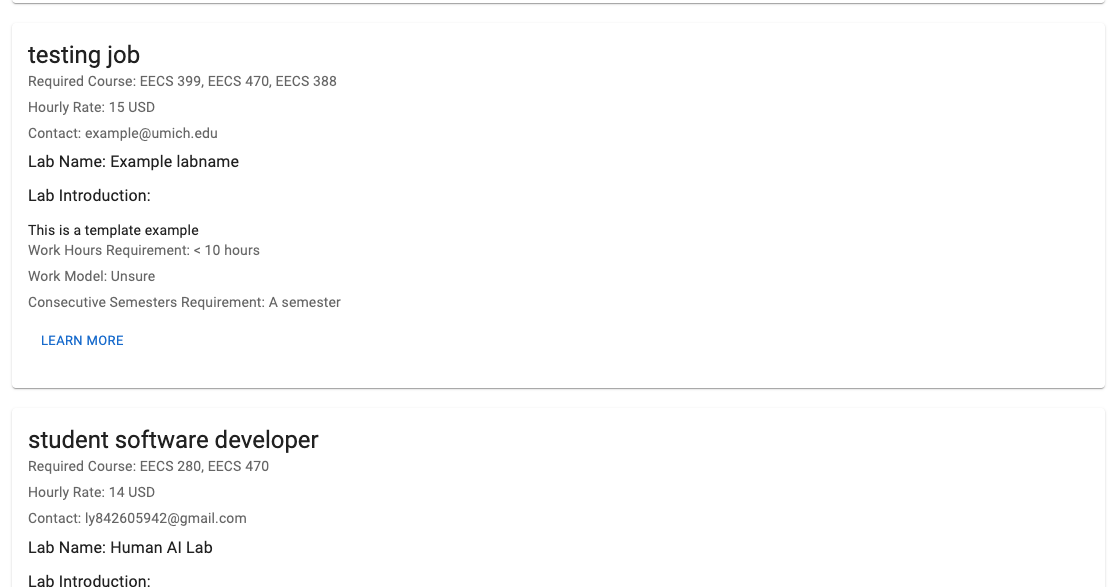 testing job
Required Course: EECS 399, EECS 470, EECS 388
Hourly Rate: 15 USD
Contact: example@umich.edu
Lab Name: Example labname
Lab Introduction:
This is a template example
Work Hours Requirement: < 10 hours
Work Model: Unsure
Consecutive Semesters Requirement: A semester
LEARN MORE
student software developer
Required Course: EECS 280, EECS 470
Hourly Rate: 14 USD
Contact: ly842605942@gmail.com
Lab Name: Human AI Lab
Lab Introduction: